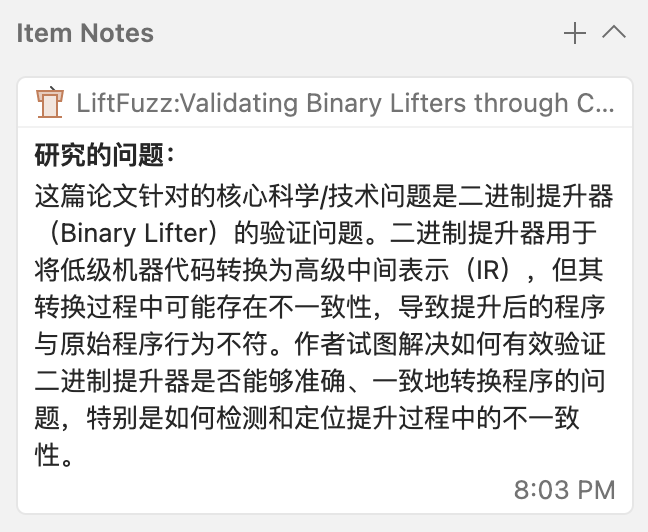 Item Notes
LiftFuzz:Validating Binary Lifters through C...
研究的问题：
这篇论文针对的核心科学/技术问题是二进制提升器
（Binary Lifter）的验证问题。二进制提升器用于
将低级机器代码转换为高级中间表示（IR），但其
转换过程中可能存在不一致性，导致提升后的程序
与原始程序行为不符。作者试图解决如何有效验证
二进制提升器是否能够准确、一致地转换程序的问
题，特别是如何检测和定位提升过程中的不一致
性。
8:03 PM